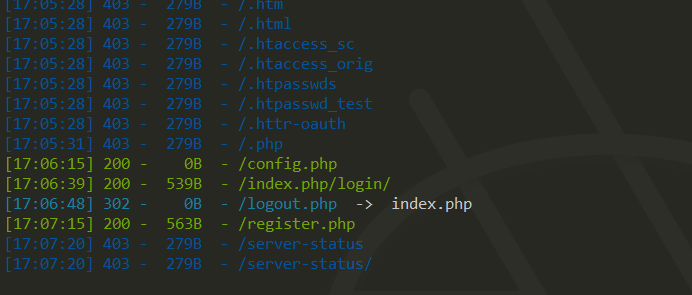 [17:05:28] 403 -  279B  - /.htm
[17:05:28] 403 -  279B  - /.html
[17:05:28] 403 -  279B  - /.htaccess_sc
[17:05:28] 403 -  279B  - /.htaccess_orig
[17:05:28] 403 -  279B  - /.htpasswds
[17:05:28] 403 -  279B  - /.htpasswd_test
[17:05:28] 403 -  279B  - /.httr-oauth
[17:05:31] 403 -  279B  - /.php
[17:06:15] 200 -    0B  - /config.php
[17:06:39] 200 -  539B  - /index.php/login/
[17:06:48] 302 -    0B  - /logout.php  ->  index.php
[17:07:15] 200 -  563B  - /register.php
[17:07:20] 403 -  279B  - /server-status
[17:07:20] 403 -  279B  - /server-status/